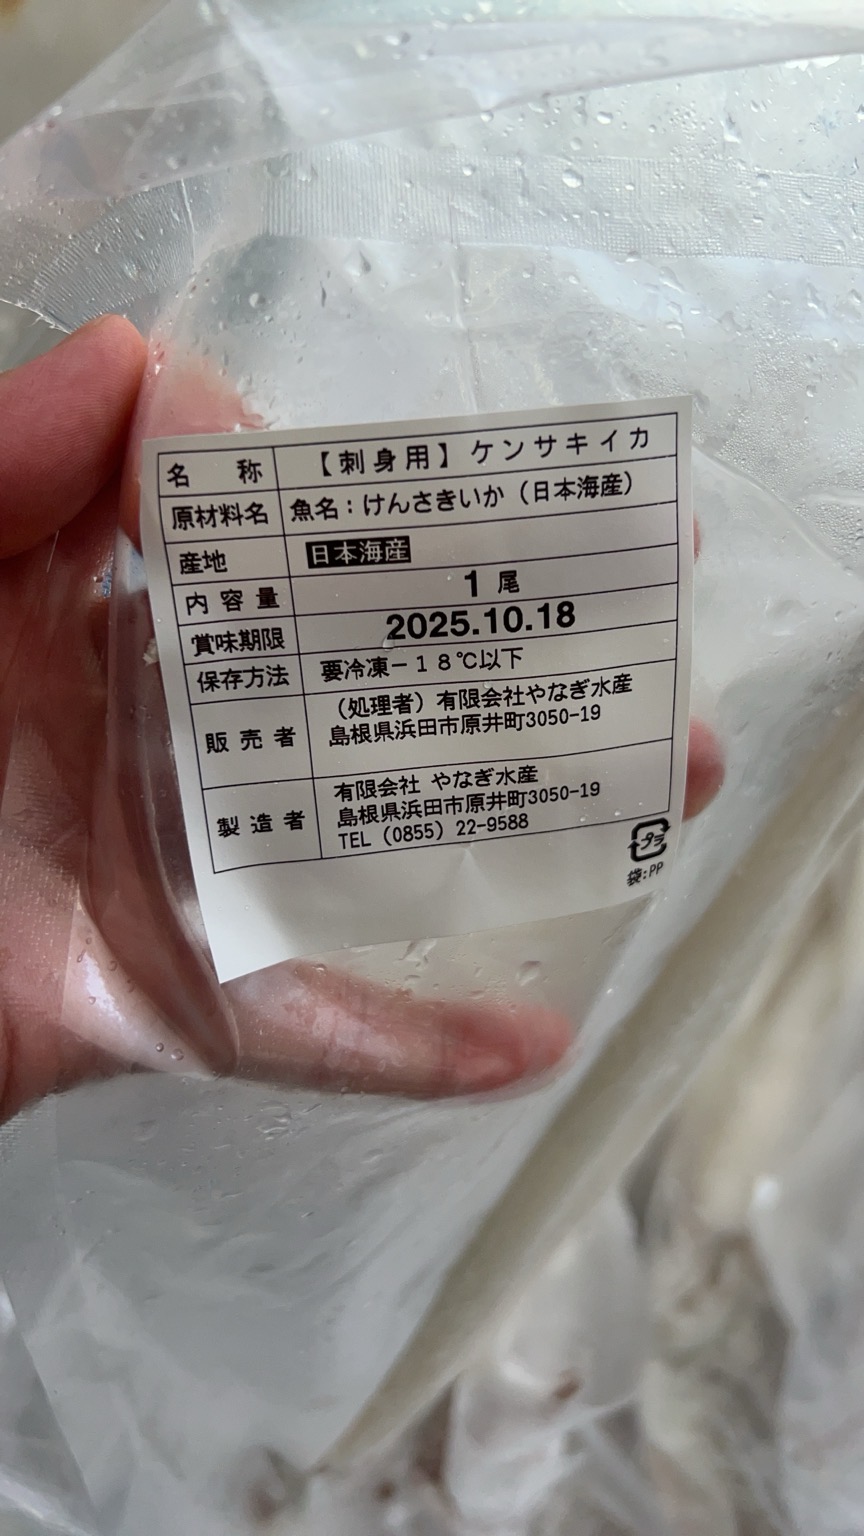 名称 【刺身用】ケンサキイカ
原材料名 魚名：けんさきいか（日本海産）
産地 日本海産
内容量 1 尾
賞味期限 2025.10.18
保存方法 要冷凍－１８℃以下
販売者 （処理者）有限会社やなぎ水産
島根県浜田市原井町3050-19
製造者 有限会社 やなぎ水産
島根県浜田市原井町3050-19
TEL（0855）22-9588
プラ
袋:PP